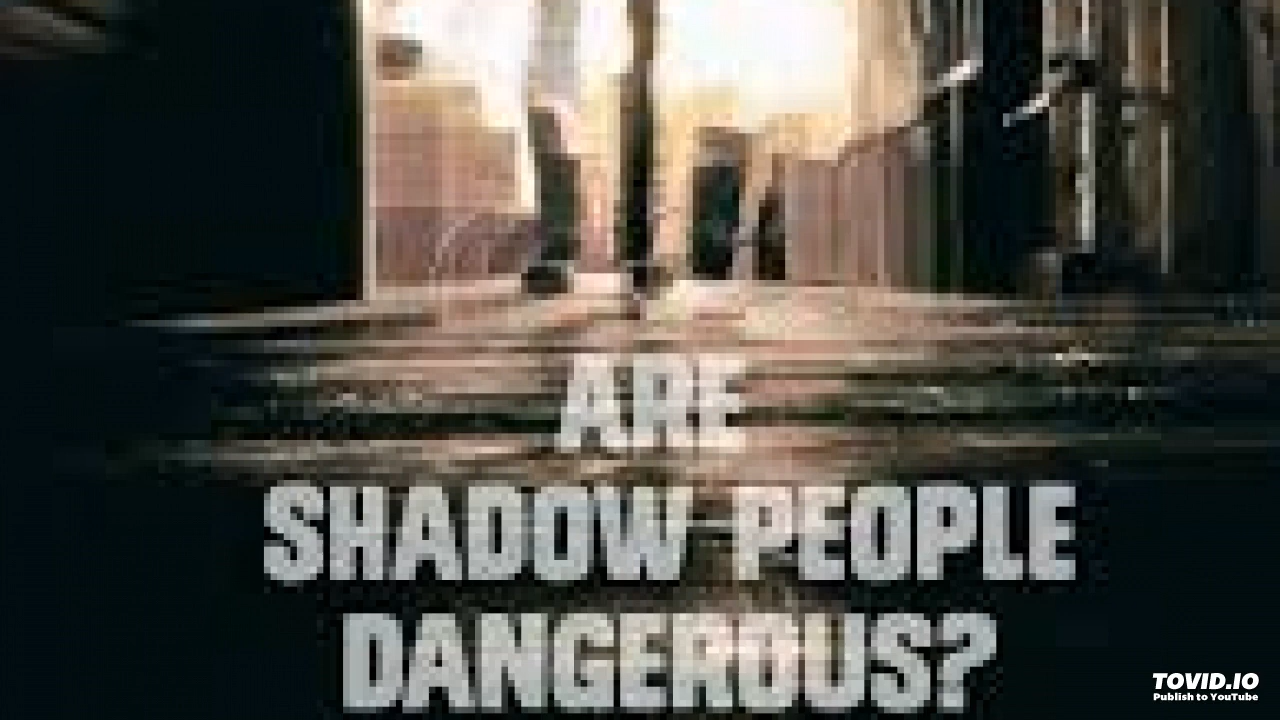 ARE
SHADOW PEOPLE
DANGEROUS?
TOVID.IO
Publish to YouTube